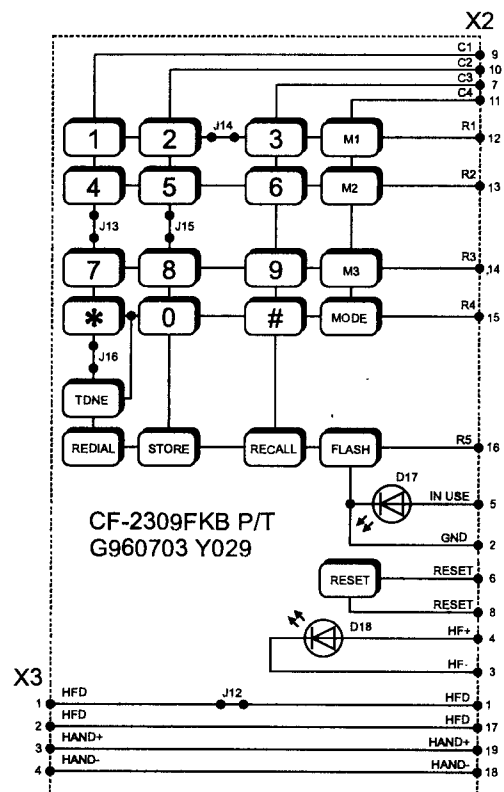 X2
C1 9
C2 10
C3 7
C4 11
1 2 J14 3 M1 R1 12
4 5 6 M2 R2 13
J13 J15
7 8 9 M3 R3 14
* 0 # MODE R4 15
J16
TDNE
REDIAL STORE RECALL FLASH R5 16
D17 IN USE 5
CF-2309FKB P/T
G960703 Y029
GND 2
RESET RESET 6
RESET 8
D18 HF+ 4
HF- 3
X3
1 HFD J12 HFD 1
2 HFD HFD 17
3 HAND+ HAND+ 19
4 HAND- HAND- 18